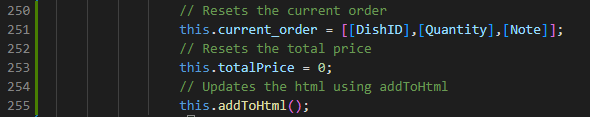 250 // Resets the current order
251 this.current_order = [[DishID],[Quantity],[Note]];
252 // Resets the total price
253 this.totalPrice = 0;
254 // Updates the html using addToHtml
255 this.addToHtml();